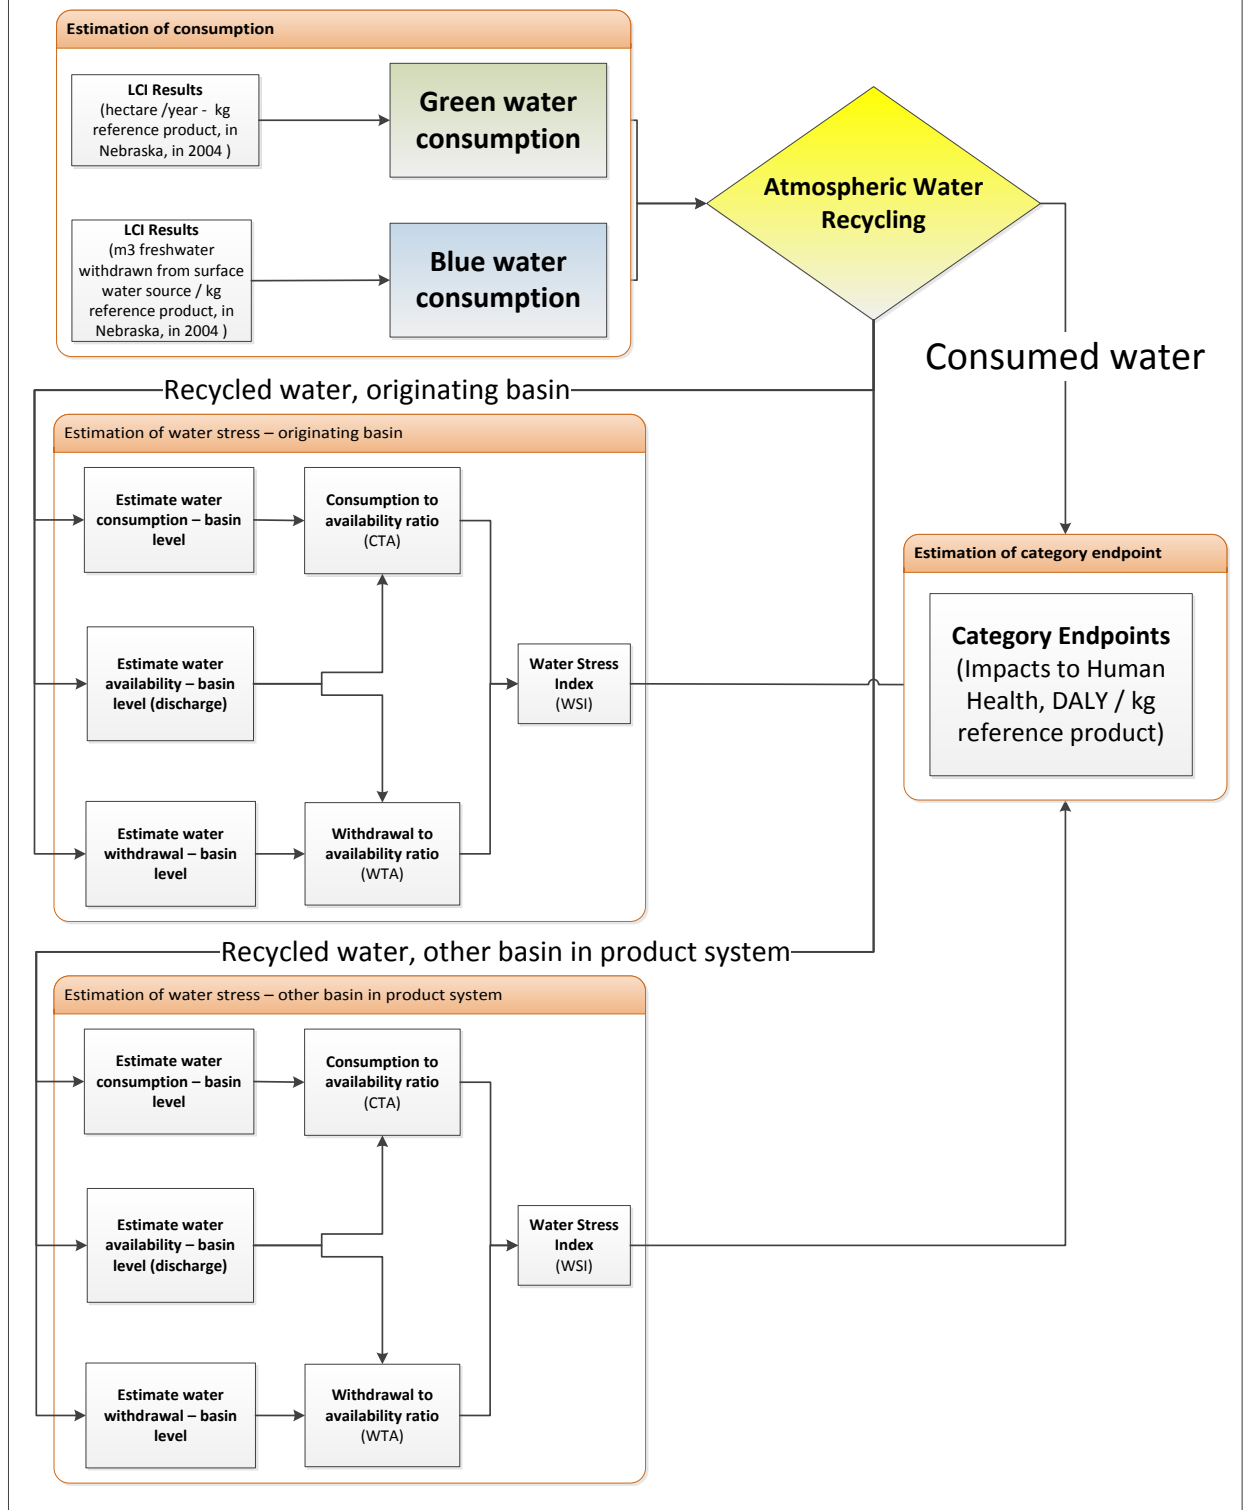 Estimation of consumption
LCI Results
(hectare /year - kg
reference product, in
Nebraska, in 2004 )
Green water
consumption
LCI Results
(m3 freshwater
withdrawn from surface
water source / kg
reference product, in
Nebraska, in 2004 )
Blue water
consumption
Atmospheric Water
Recycling
Consumed water
Recycled water, originating basin
Estimation of water stress – originating basin
Estimate water
consumption – basin
level
Consumption to
availability ratio
(CTA)
Estimate water
availability – basin
level (discharge)
Water Stress
Index
(WSI)
Estimate water
withdrawal – basin
level
Withdrawal to
availability ratio
(WTA)
Estimation of category endpoint
Category Endpoints
(Impacts to Human
Health, DALY / kg
reference product)
Recycled water, other basin in product system
Estimation of water stress – other basin in product system
Estimate water
consumption – basin
level
Consumption to
availability ratio
(CTA)
Estimate water
availability – basin
level (discharge)
Water Stress
Index
(WSI)
Estimate water
withdrawal – basin
level
Withdrawal to
availability ratio
(WTA)